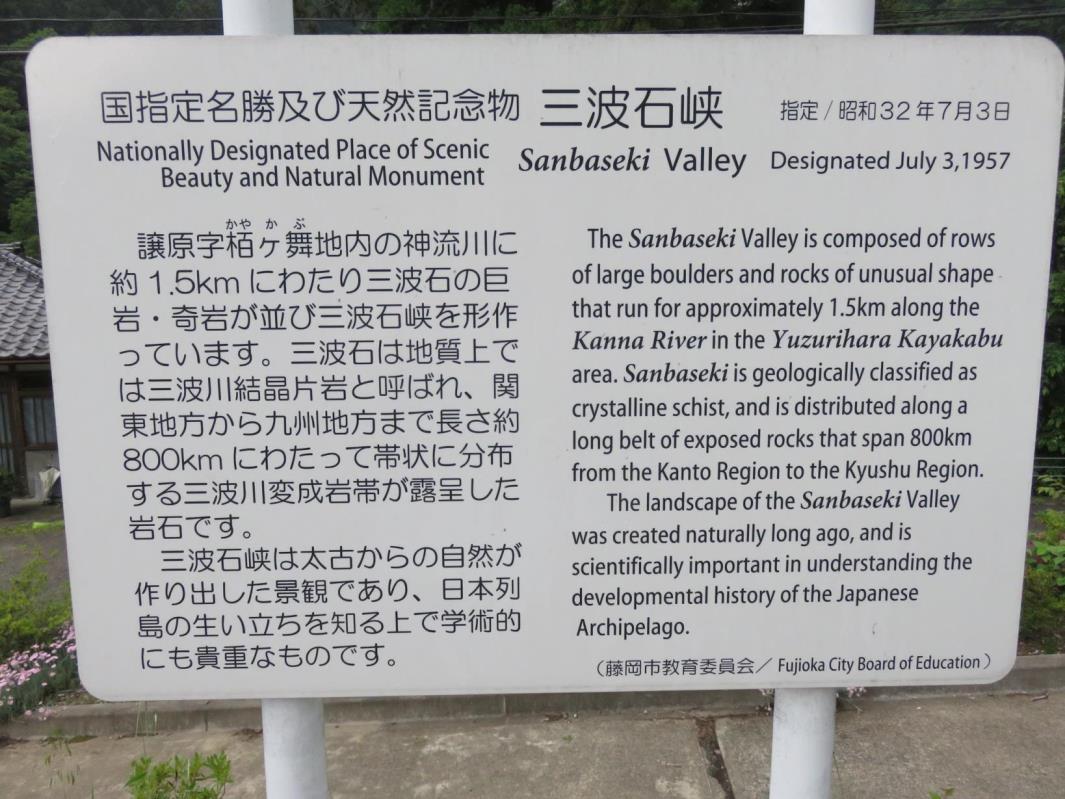 国指定名勝及び天然記念物 三波石峡 指定/昭和32年7月3日
Nationally Designated Place of Scenic Beauty and Natural Monument Sanbaseki Valley Designated July 3,1957
かや か ぶ
譲原字栢ヶ舞地内の神流川に
約1.5kmにわたり三波石の巨
岩・奇岩が並び三波石峡を形作
っています。三波石は地質上で
は三波川結晶片岩と呼ばれ、関
東地方から九州地方まで長さ約
800kmにわたって帯状に分布
する三波川変成岩帯が露呈した
岩石です。
三波石峡は太古からの自然が
作り出した景観であり、日本列
島の生い立ちを知る上で学術的
にも貴重なものです。
The Sanbaseki Valley is composed of rows
of large boulders and rocks of unusual shape
that run for approximately 1.5km along the
Kanna River in the Yuzurihara Kayakabu
area. Sanbaseki is geologically classified as
crystalline schist, and is distributed along a
long belt of exposed rocks that span 800km
from the Kanto Region to the Kyushu Region.
The landscape of the Sanbaseki Valley
was created naturally long ago, and is
scientifically important in understanding the
developmental history of the Japanese
Archipelago.
（藤岡市教育委員会／Fujioka City Board of Education）